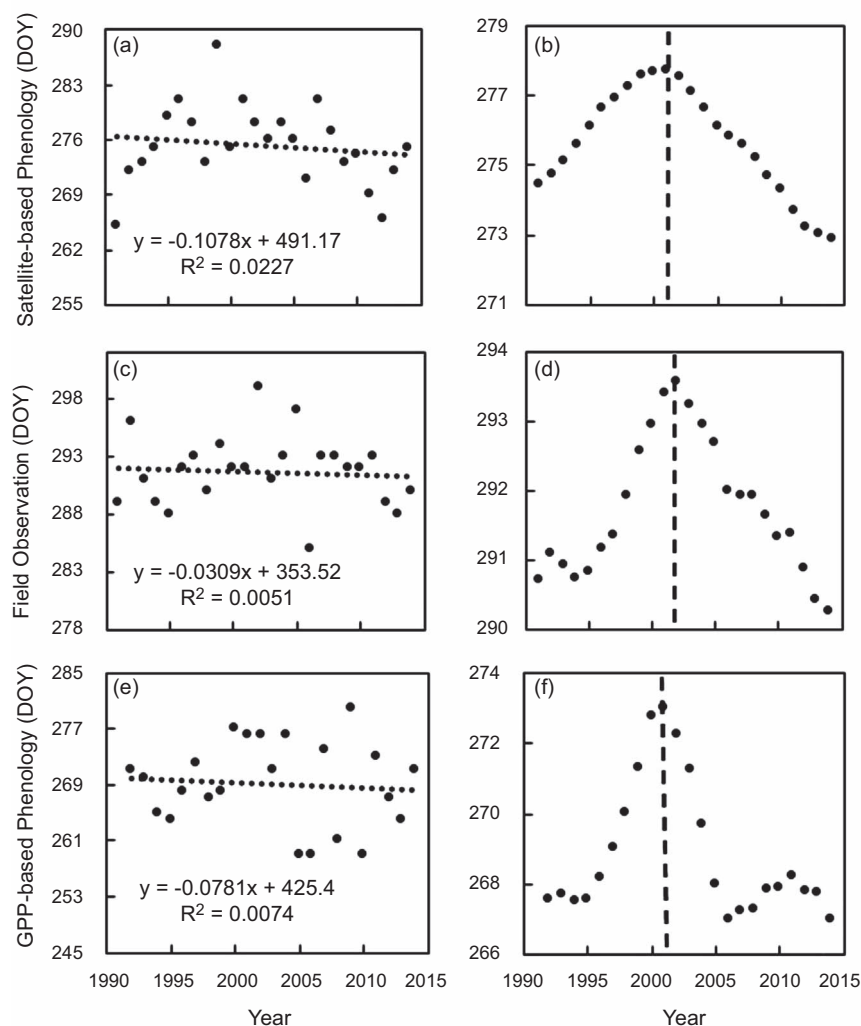 Satellite-based Phenology (DOY)
290
283
276
269
262
255
(a)
y = -0.1078x + 491.17
R² = 0.0227
279
277
275
273
271
(b)
Field Observation (DOY)
298
293
288
283
278
(c)
y = -0.0309x + 353.52
R² = 0.0051
294
293
292
291
290
(d)
GPP-based Phenology (DOY)
285
277
269
261
253
245
(e)
y = -0.0781x + 425.4
R² = 0.0074
1990 1995 2000 2005 2010 2015
Year
274
272
270
268
266
(f)
1990 1995 2000 2005 2010 2015
Year